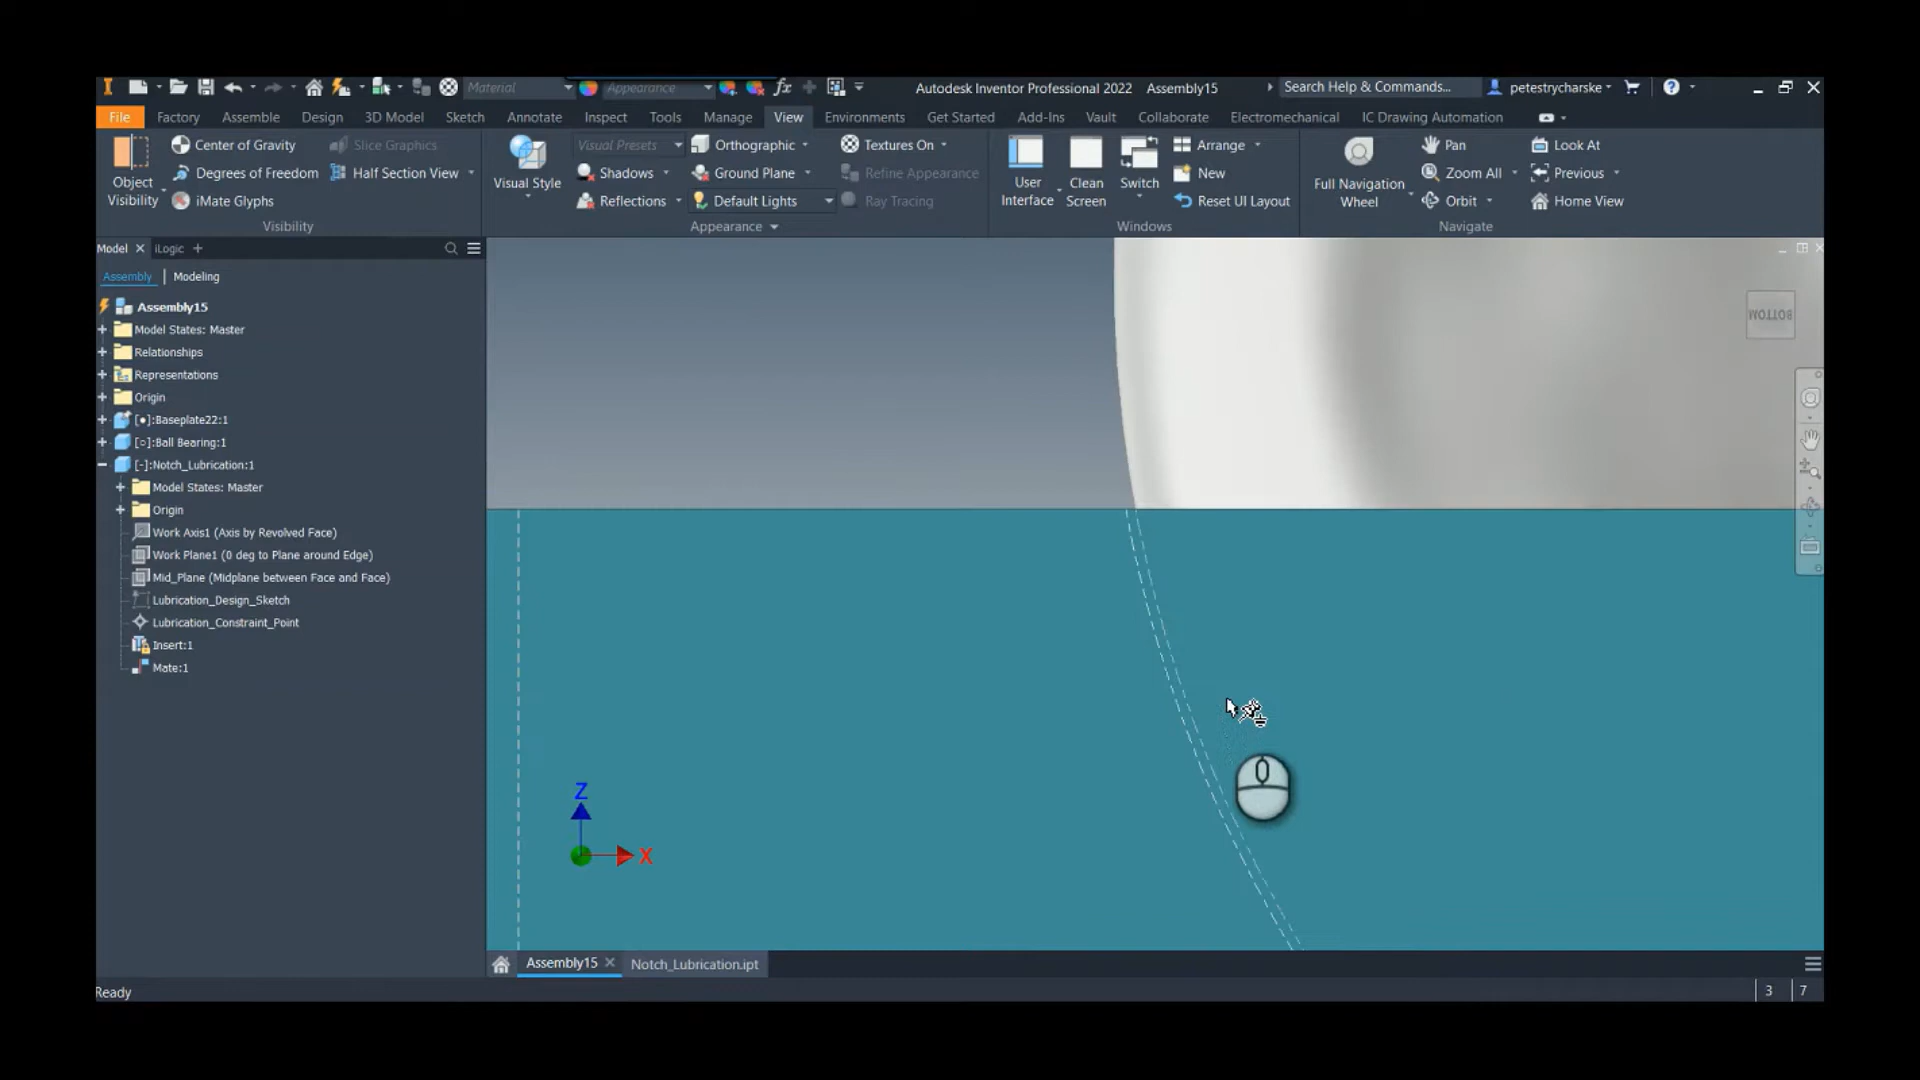 Material
Appearance
fx
Autodesk Inventor Professional 2022 Assembly15
Search Help & Commands...
petestrycharske
File Factory Assemble Design 3D Model Sketch Annotate Inspect Tools Manage View Environments Get Started Add-Ins Vault Collaborate Electromechanical IC Drawing Automation
Object Visibility
Center of Gravity
Slice Graphics
Degrees of Freedom
Half Section View
iMate Glyphs
Visibility
Visual Style
Visual Presets
Shadows
Reflections
Orthographic
Ground Plane
Default Lights
Textures On
Refine Appearance
Ray Tracing
Appearance
User Interface
Clean Screen
Switch
Arrange
New
Reset UI Layout
Windows
Full Navigation Wheel
Pan
Zoom All
Orbit
Look At
Previous
Home View
Navigate
Model iLogic +
Assembly | Modeling
Assembly15
Model States: Master
Relationships
Representations
Origin
[●]:Baseplate22:1
[○]:Ball Bearing:1
[-]:Notch_Lubrication:1
Model States: Master
Origin
Work Axis1 (Axis by Revolved Face)
Work Plane1 (0 deg to Plane around Edge)
Mid_Plane (Midplane between Face and Face)
Lubrication_Design_Sketch
Lubrication_Constraint_Point
Insert:1
Mate:1
BOTTOM
Z
X
Assembly15 Notch_Lubrication.ipt
Ready
3 7